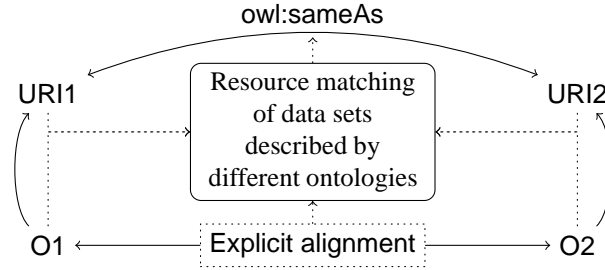 owl:sameAs
URI1
Resource matching
of data sets
described by
different ontologies
URI2
O1
Explicit alignment
O2